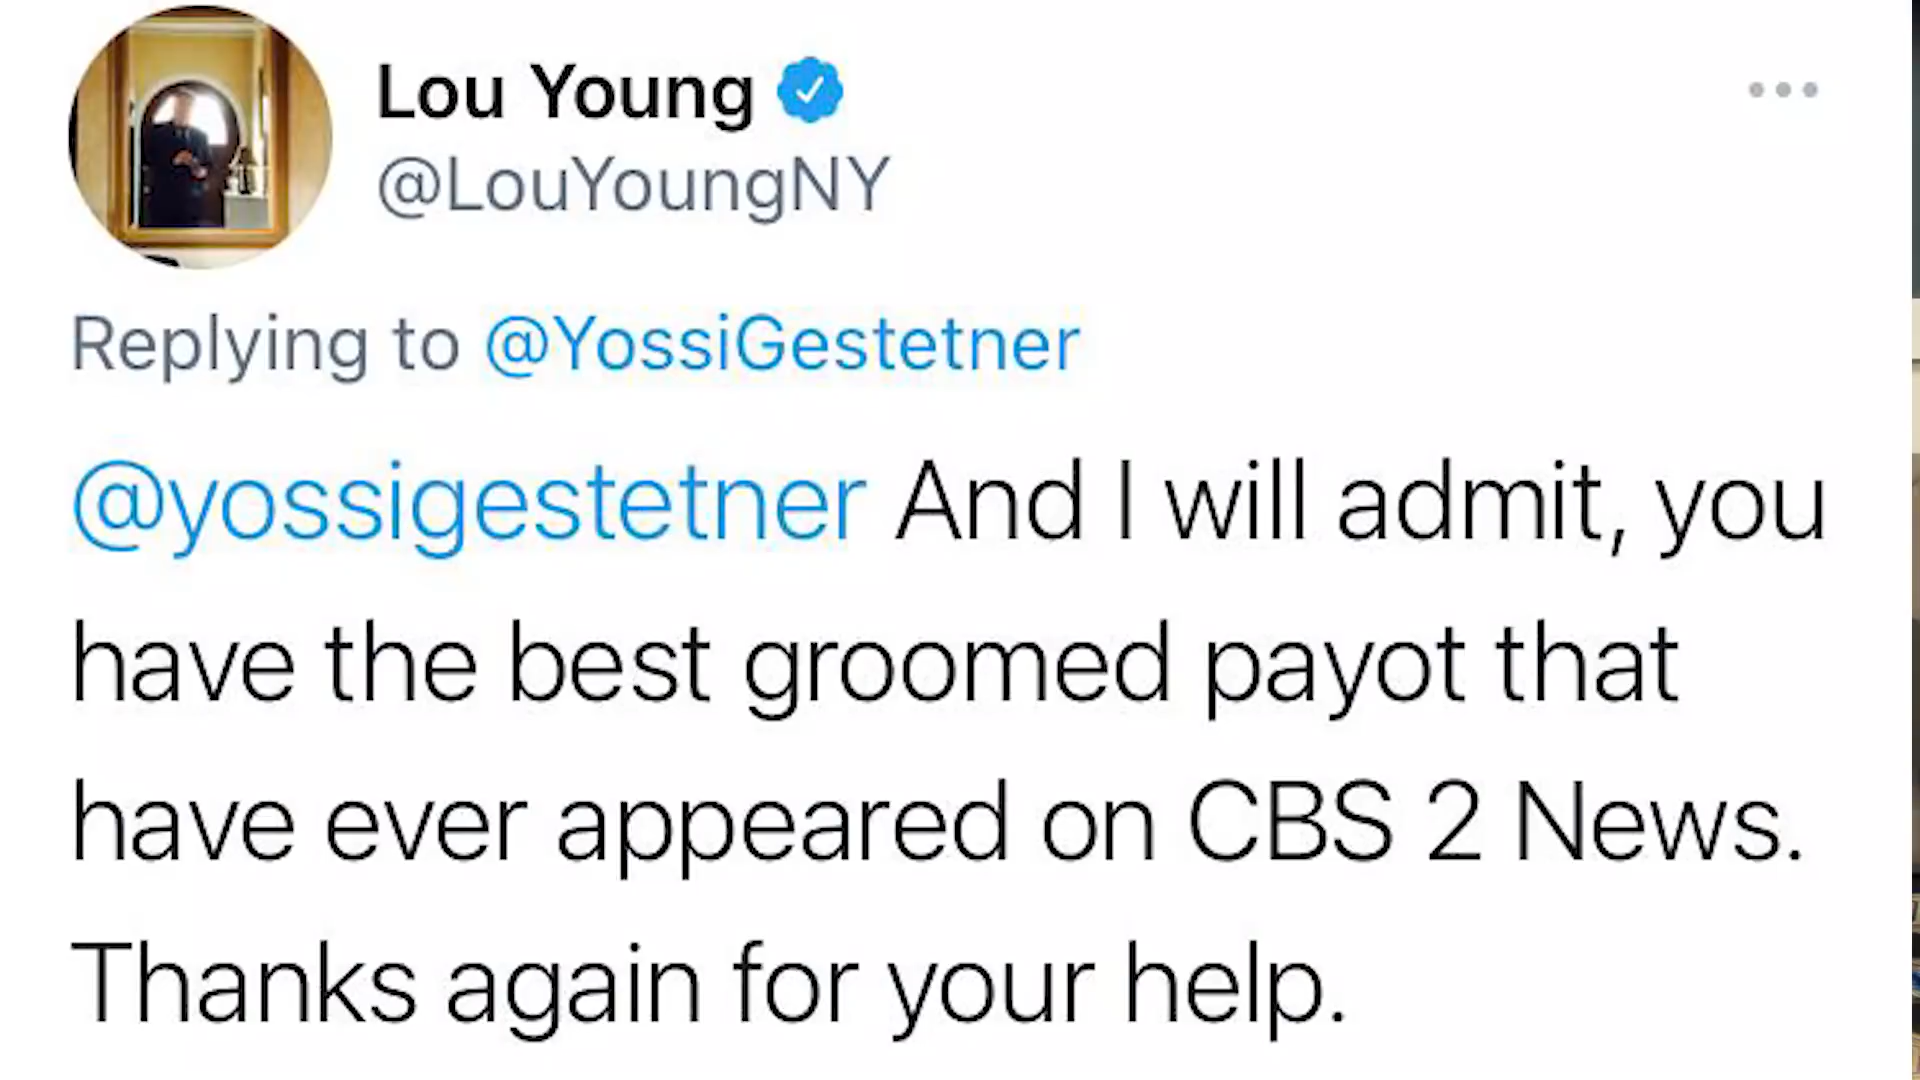 Lou Young
@LouYoungNY
Replying to @YossiGestetner
@yossigestetner And I will admit, you
have the best groomed payot that
have ever appeared on CBS 2 News.
Thanks again for your help.